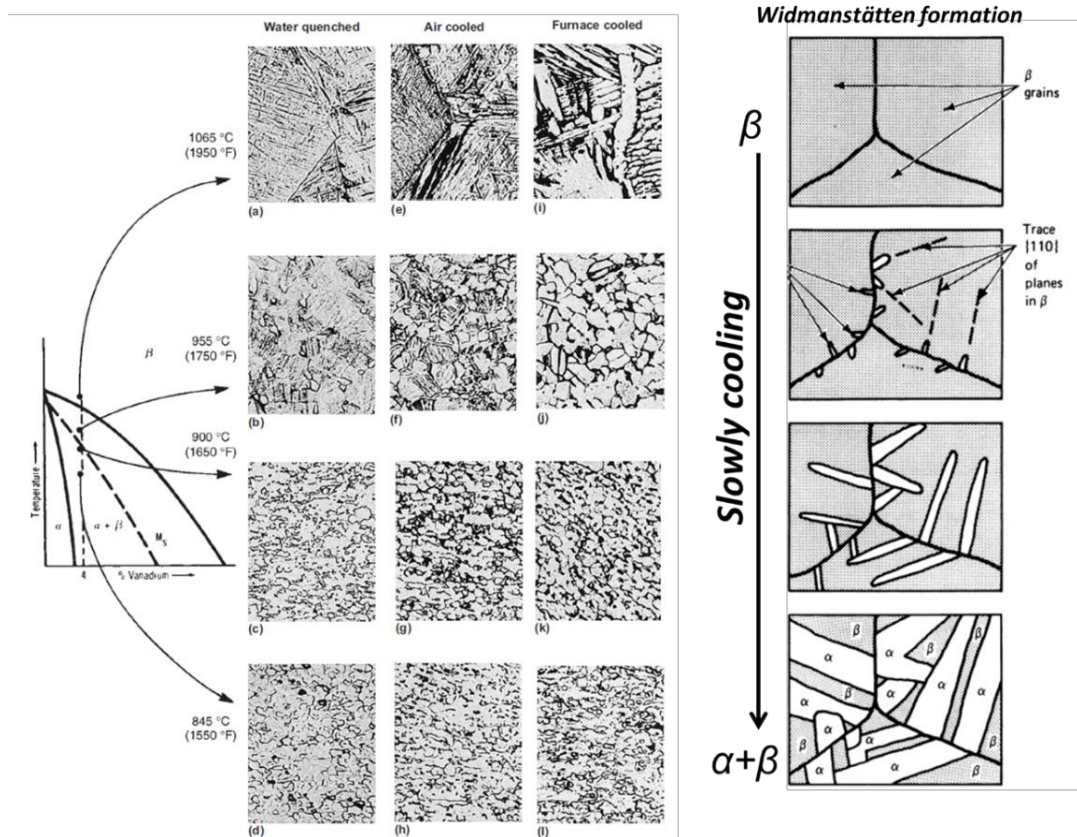 Water quenched
Air cooled
Furnace cooled
1065 °C
(1950 °F)
(a)
(e)
(i)
955 °C
(1750 °F)
(b)
(f)
(j)
900 °C
(1650 °F)
(c)
(g)
(k)
845 °C
(1550 °F)
(d)
(h)
(l)
β
Temperature
α
α + β
Ms
4
% Vanadium
Widmanstätten formation
β
Slowly cooling
α+β
β
grains
Trace
{110}
of
planes
in β
β
α
β
α
β
α
β
α
β
α
α
β
α
α
β